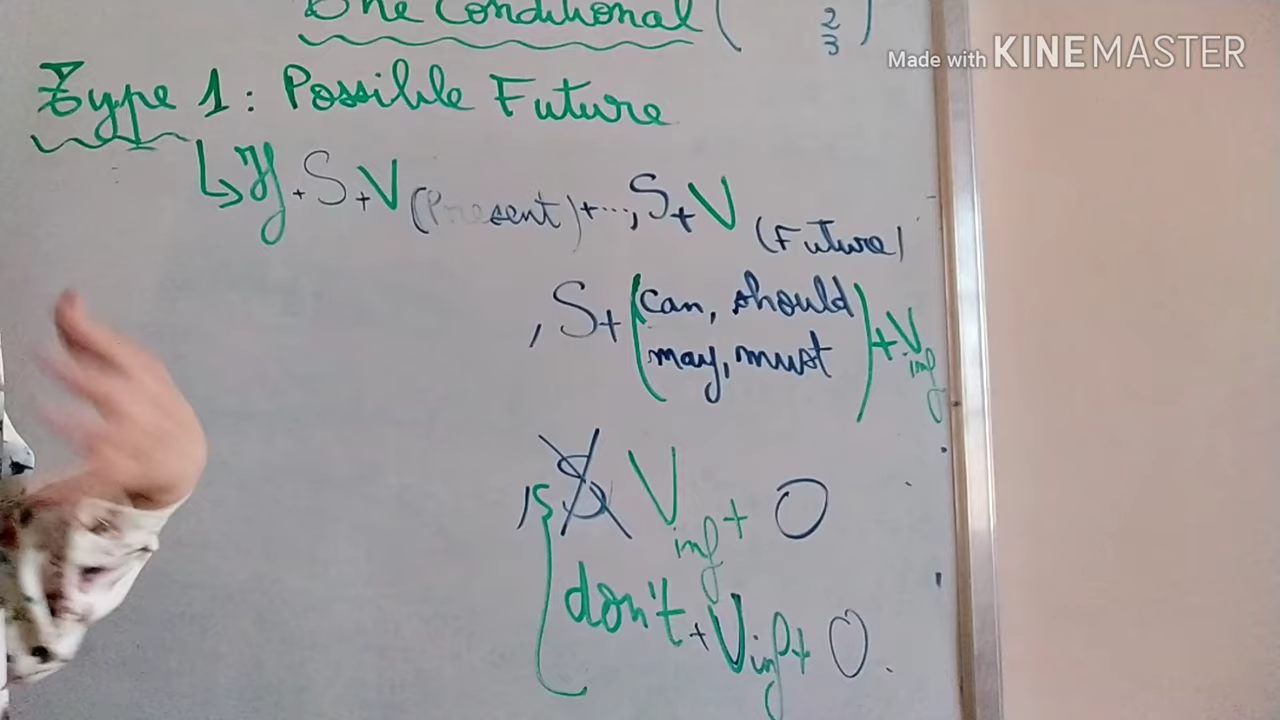 The Conditional ( 2
3 )
Made with KINEMASTER
Type 1: Possible Future
↳If + S + V (Present) + ..., S + V (Future)
, S + (can, should
may, must) + V inf
, { S V inf + O
don't + V inf + O.